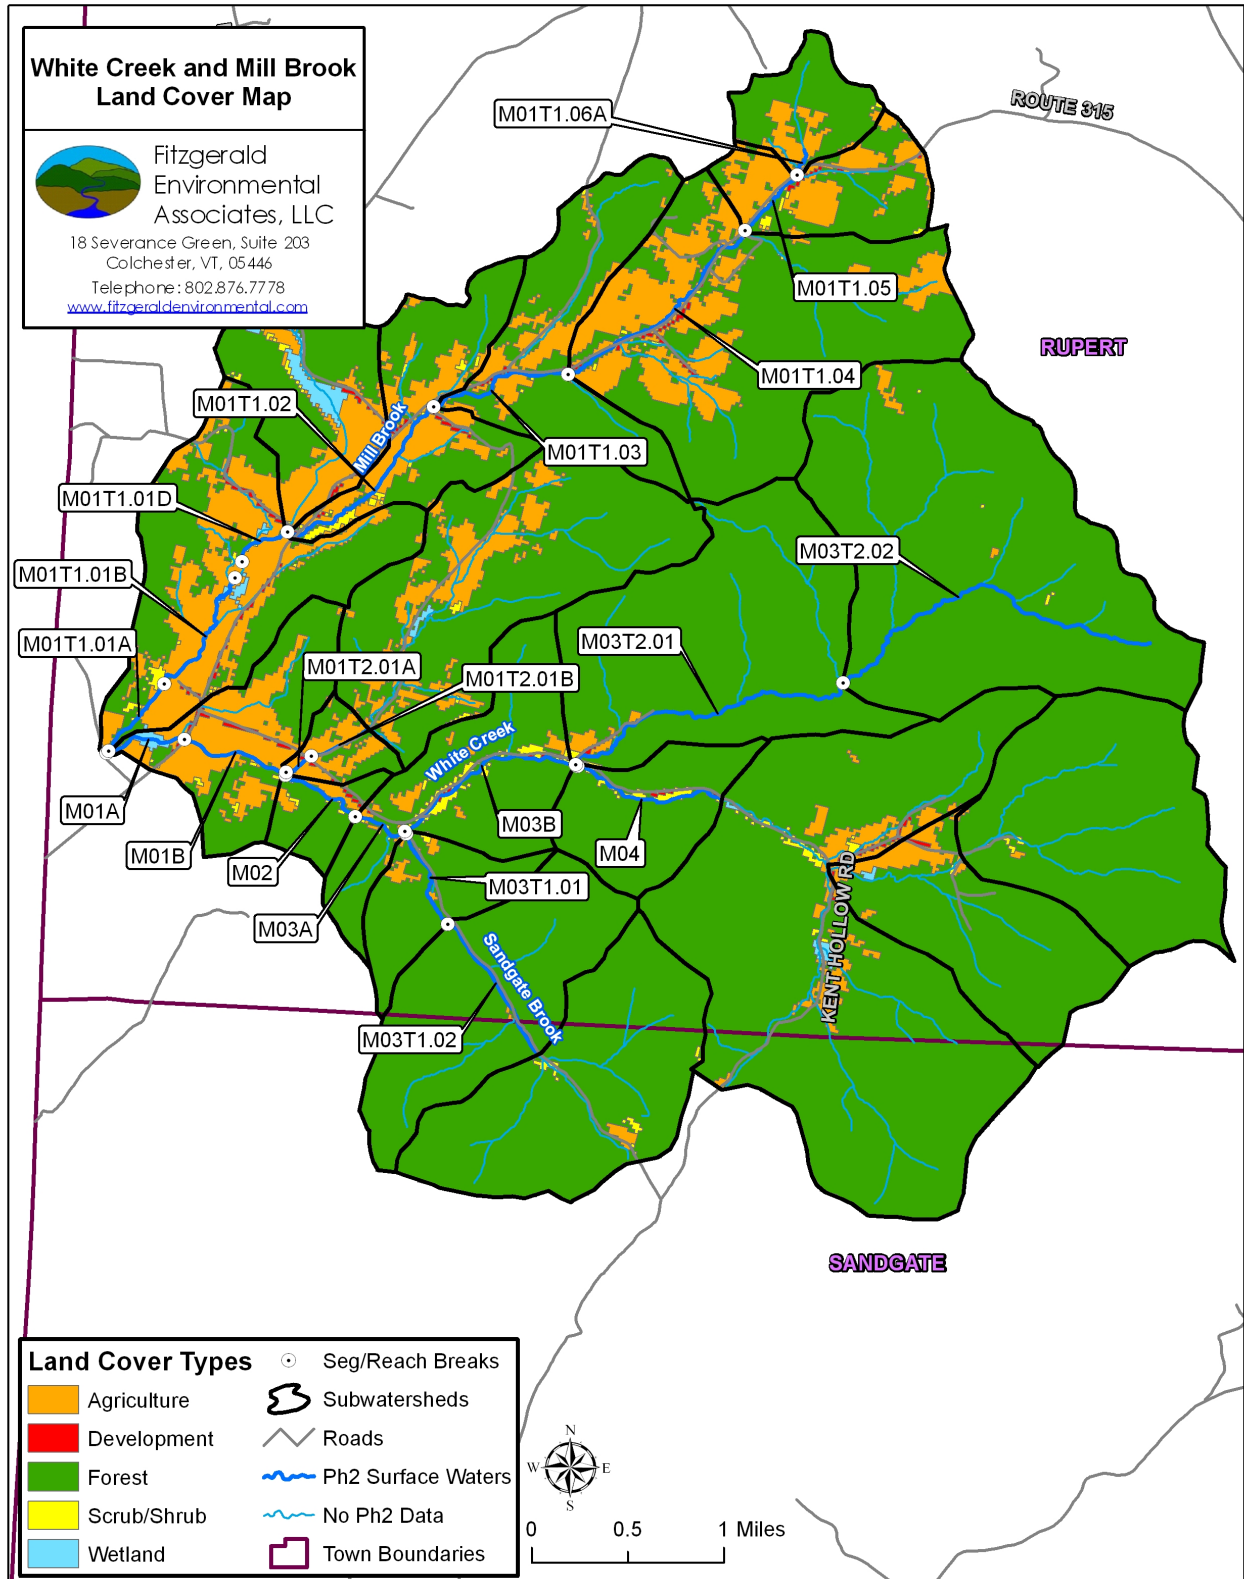 White Creek and Mill Brook
Land Cover Map
Fitzgerald
Environmental
Associates, LLC
18 Severance Green, Suite 203
Colchester, VT, 05446
Telephone: 802.876.7778
www.fitzgeraldenvironmental.com
M01T1.06A
ROUTE 315
M01T1.05
RUPERT
M01T1.04
M01T1.02
Mill Brook
M01T1.03
M01T1.01D
M03T2.02
M01T1.01B
M01T1.01A
M01T2.01A
M03T2.01
M01T2.01B
White Creek
M01A
M01B
M03B
M04
M02
M03T1.01
M03A
KENT HOLLOW RD
Sandgate Brook
M03T1.02
SANDGATE
Land Cover Types
Agriculture
Development
Forest
Scrub/Shrub
Wetland
Seg/Reach Breaks
Subwatersheds
Roads
Ph2 Surface Waters
No Ph2 Data
Town Boundaries
N
W E
S
0 0.5 1 Miles